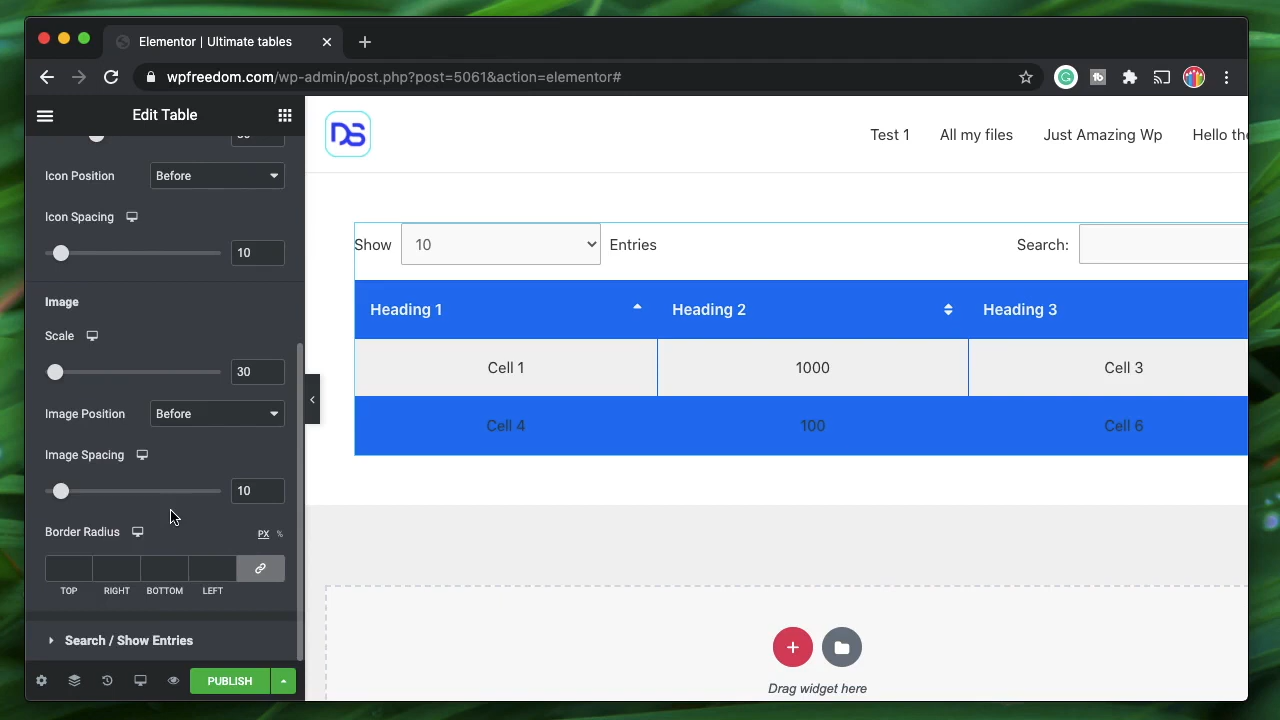 Elementor | Ultimate tables
wpfreedom.com/wp-admin/post.php?post=5061&action=elementor#
Edit Table
Icon Position
Before
Icon Spacing
10
Image
Scale
30
Image Position
Before
Image Spacing
10
Border Radius
PX %
TOP RIGHT BOTTOM LEFT
Search / Show Entries
PUBLISH
DS
Test 1 All my files Just Amazing Wp Hello the
Show 10 Entries Search:
Heading 1 Heading 2 Heading 3
Cell 1 1000 Cell 3
Cell 4 100 Cell 6
Drag widget here